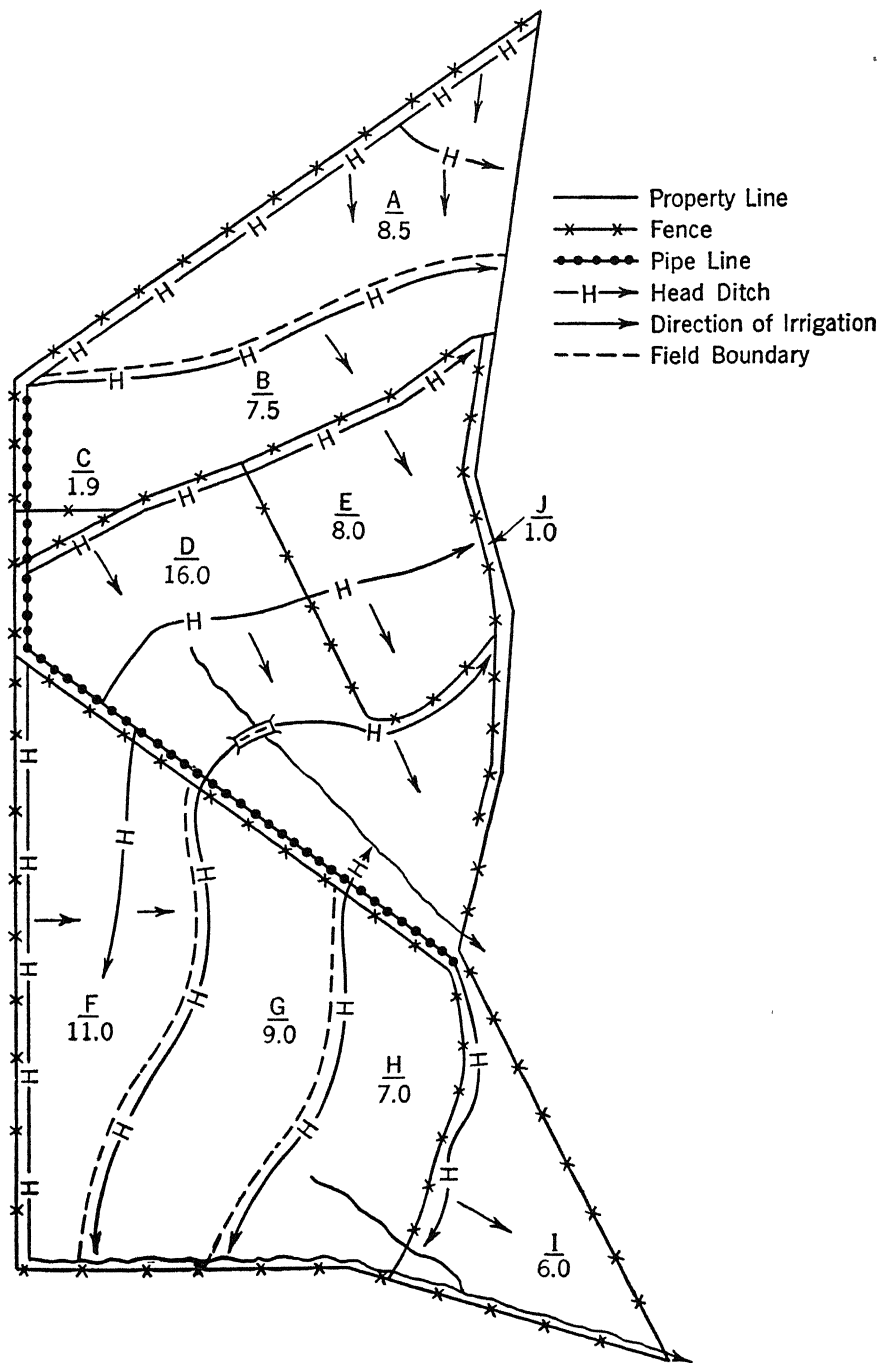 A
8.5
Property Line
Fence
Pipe Line
H Head Ditch
Direction of Irrigation
Field Boundary
H
H
H
H
H
H
H
H
H
H
H
B
7.5
H
H
H
H
C
1.9
D
16.0
E
8.0
J
1.0
H
H
H
H
H
H
H
H
H
H
H
F
11.0
G
9.0
H
7.0
H
H
H
H
H
H
H
I
6.0